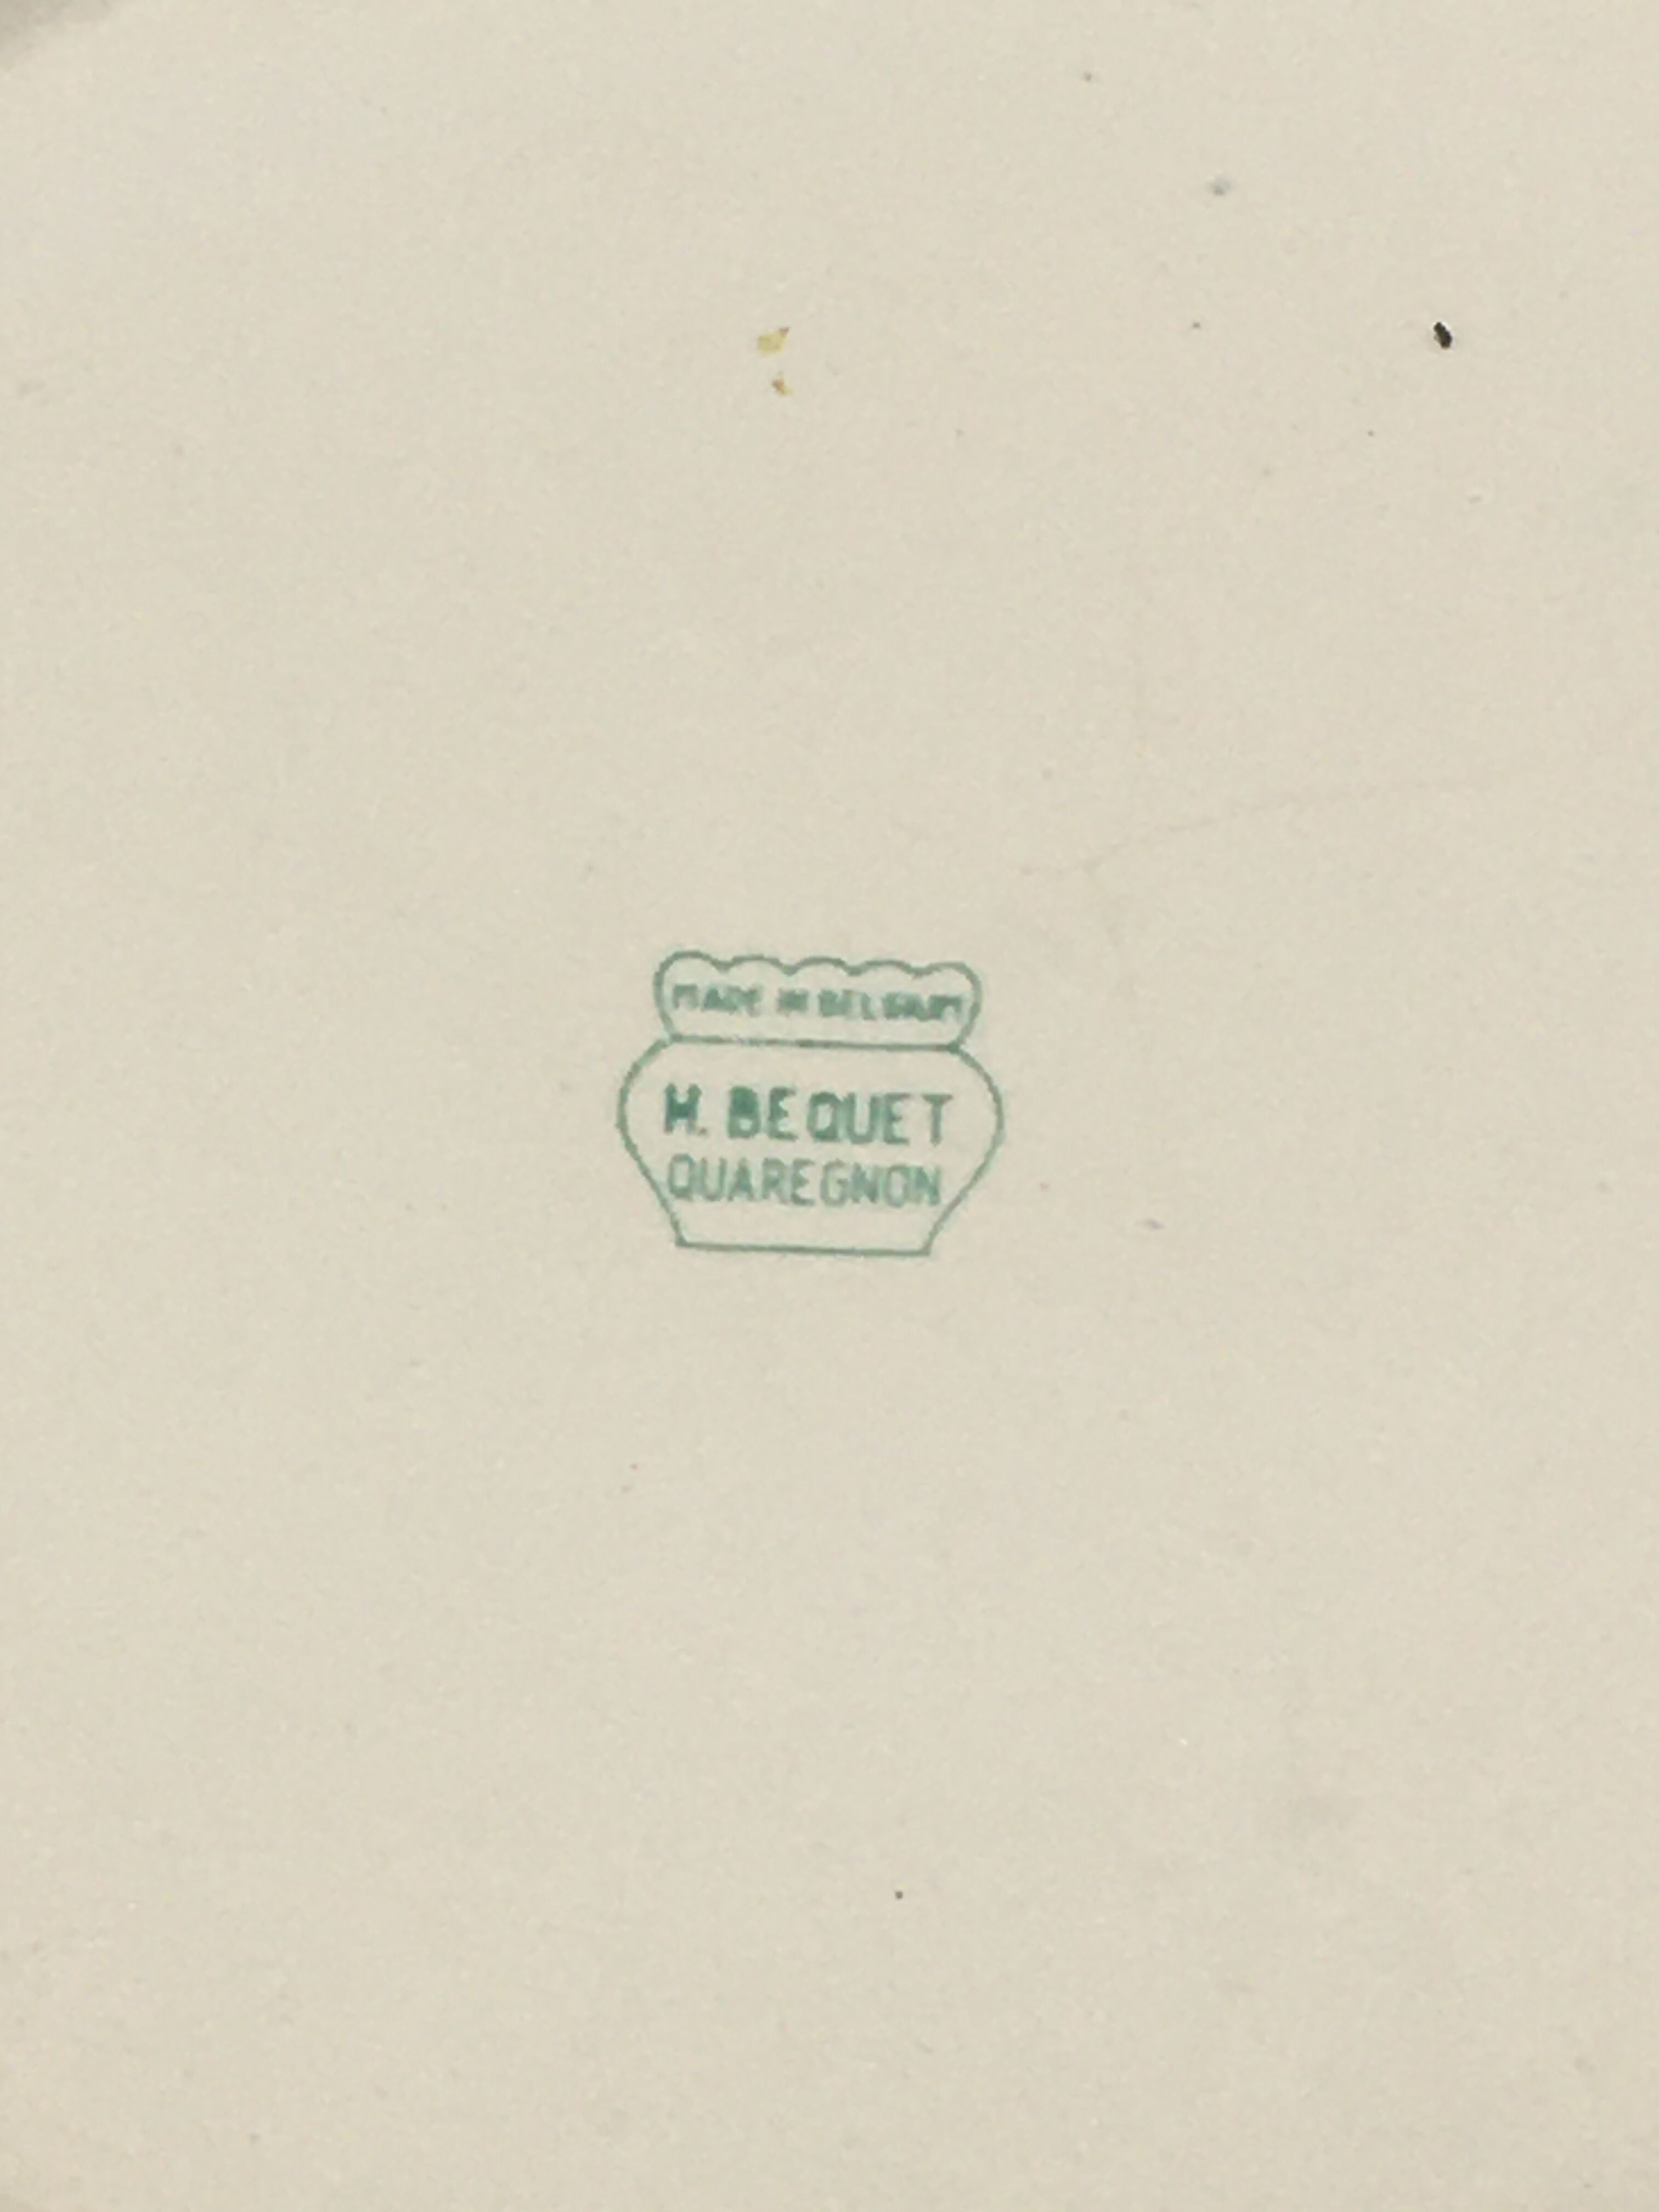 MADE IN BELGIUM
H. BEQUET
QUAREGNON